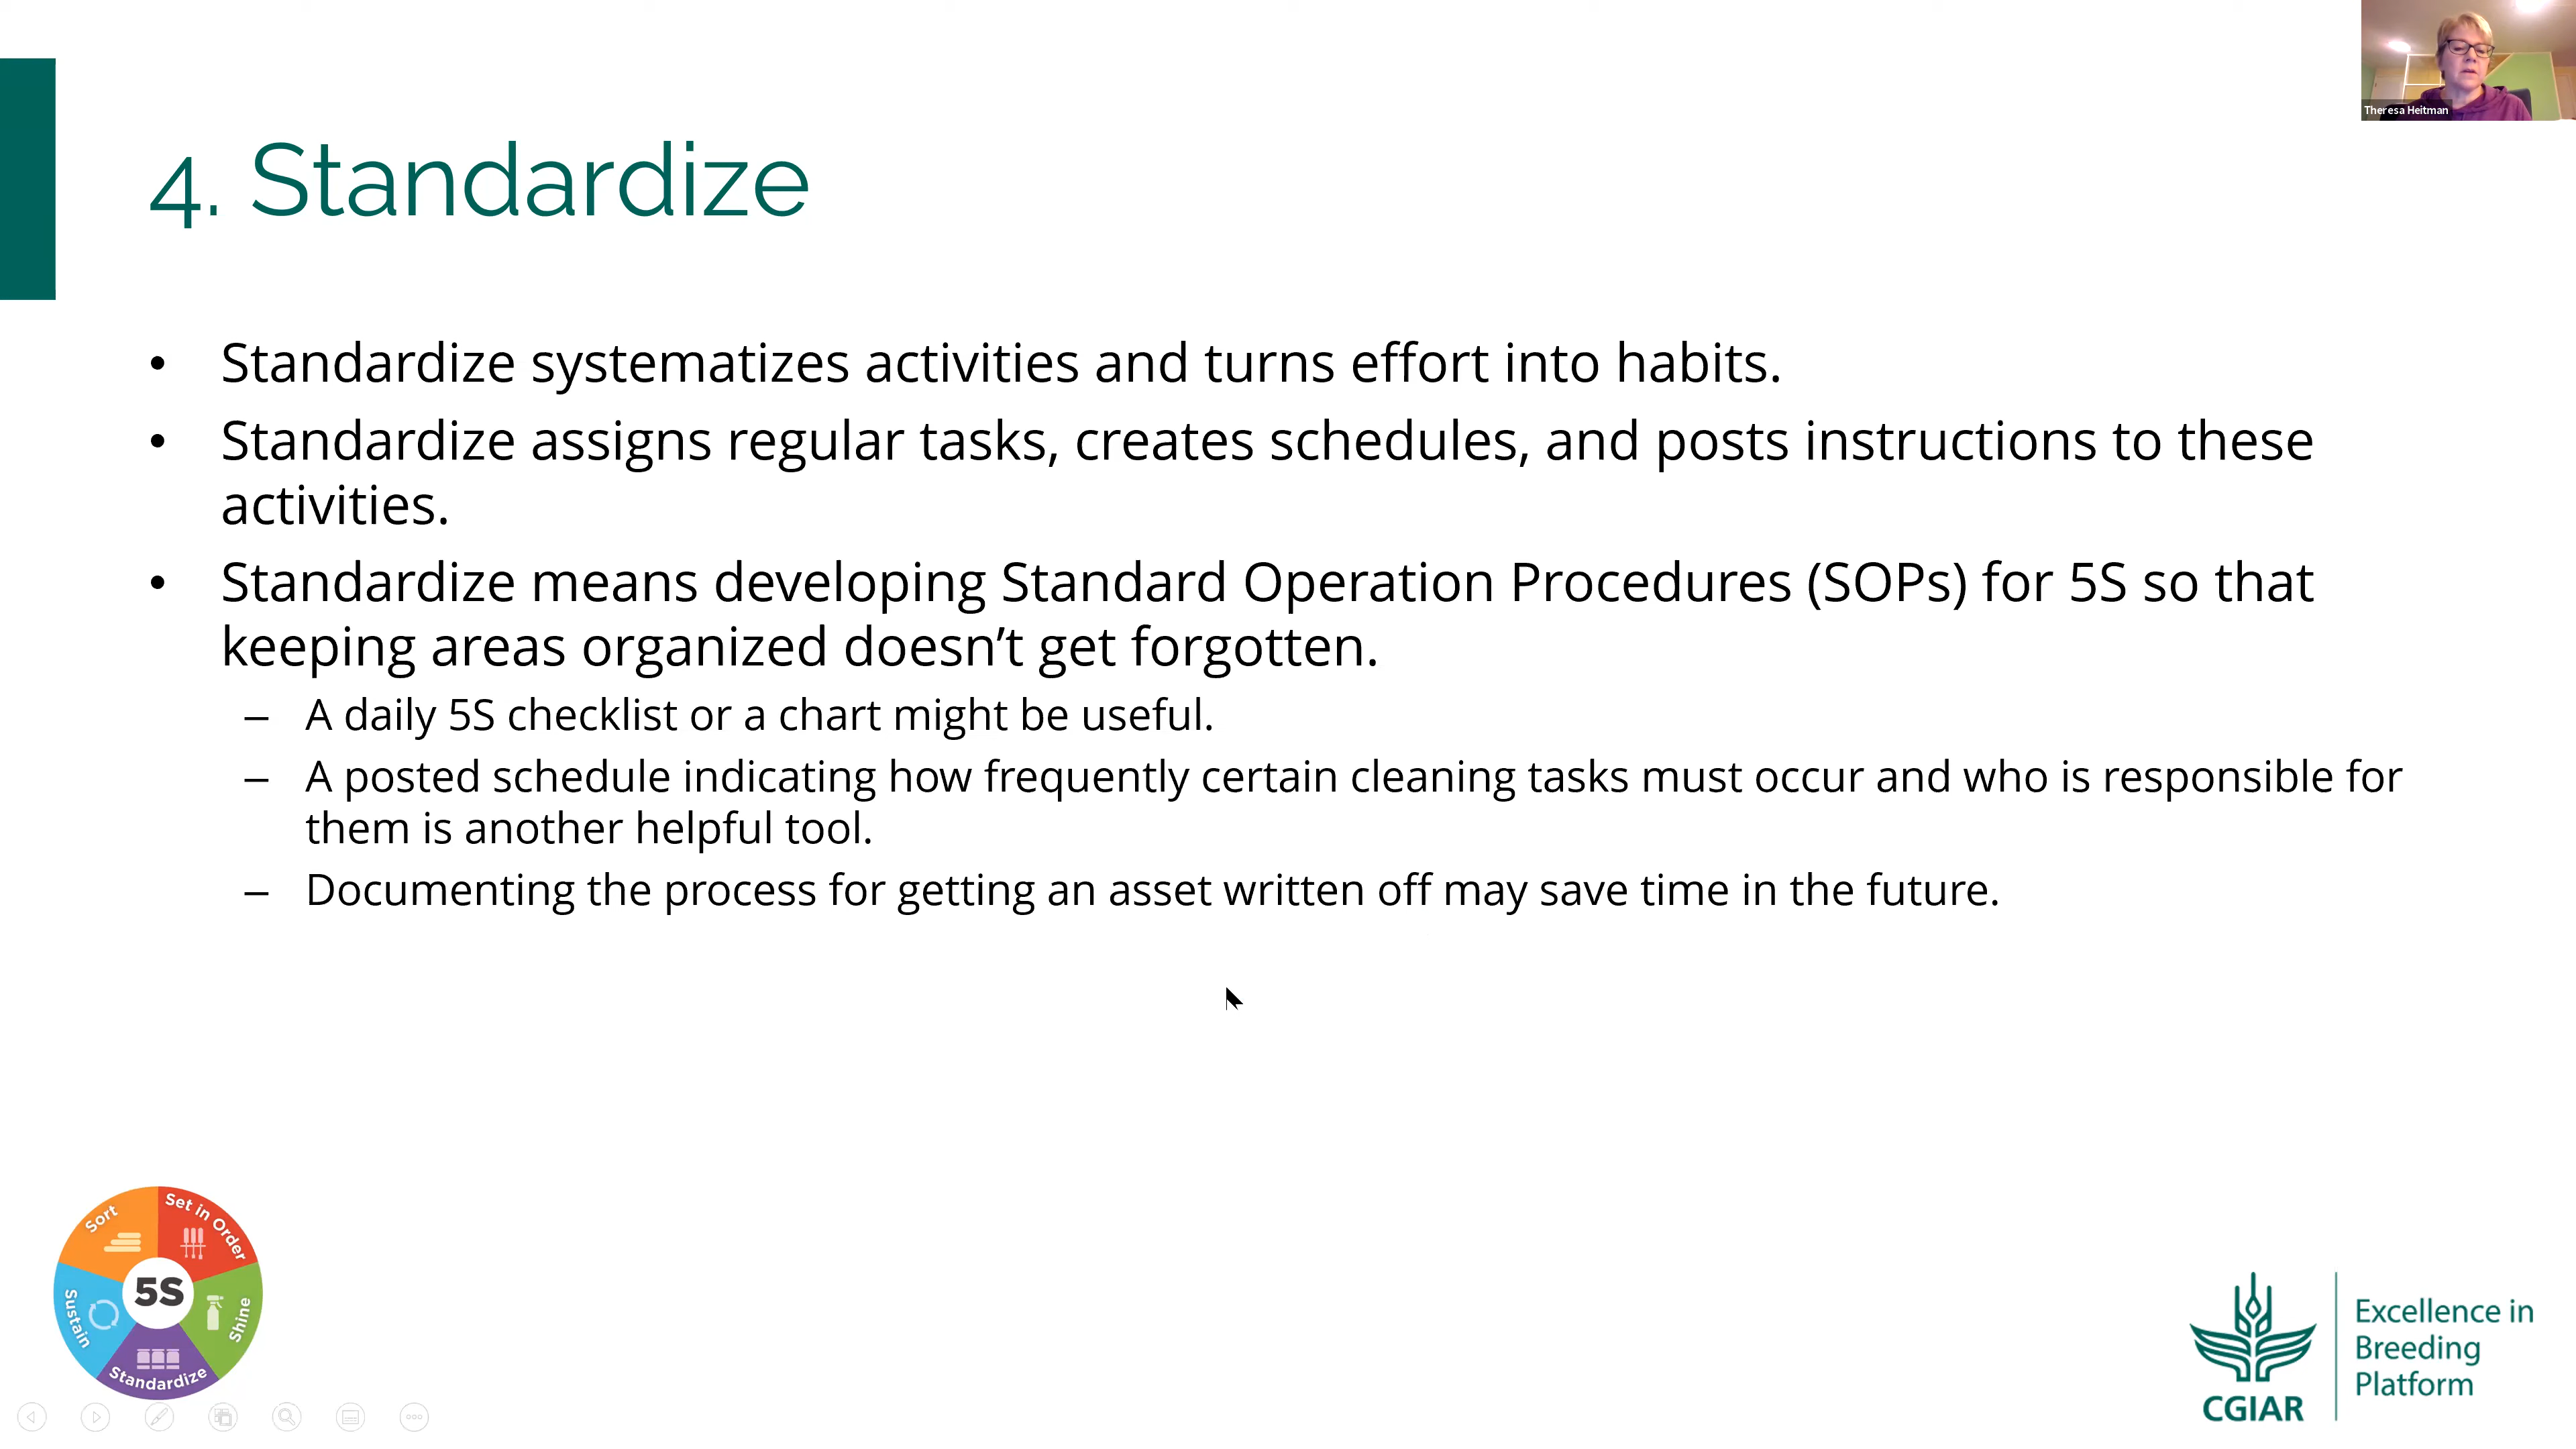 Theresa Heitman
4. Standardize
• Standardize systematizes activities and turns effort into habits.
• Standardize assigns regular tasks, creates schedules, and posts instructions to these
activities.
• Standardize means developing Standard Operation Procedures (SOPs) for 5S so that
keeping areas organized doesn’t get forgotten.
– A daily 5S checklist or a chart might be useful.
– A posted schedule indicating how frequently certain cleaning tasks must occur and who is responsible for
them is another helpful tool.
– Documenting the process for getting an asset written off may save time in the future.
Sort
Set in Order
5S
Snstain
Shine
Standardize
Excellence in
Breeding
Platform
CGIAR